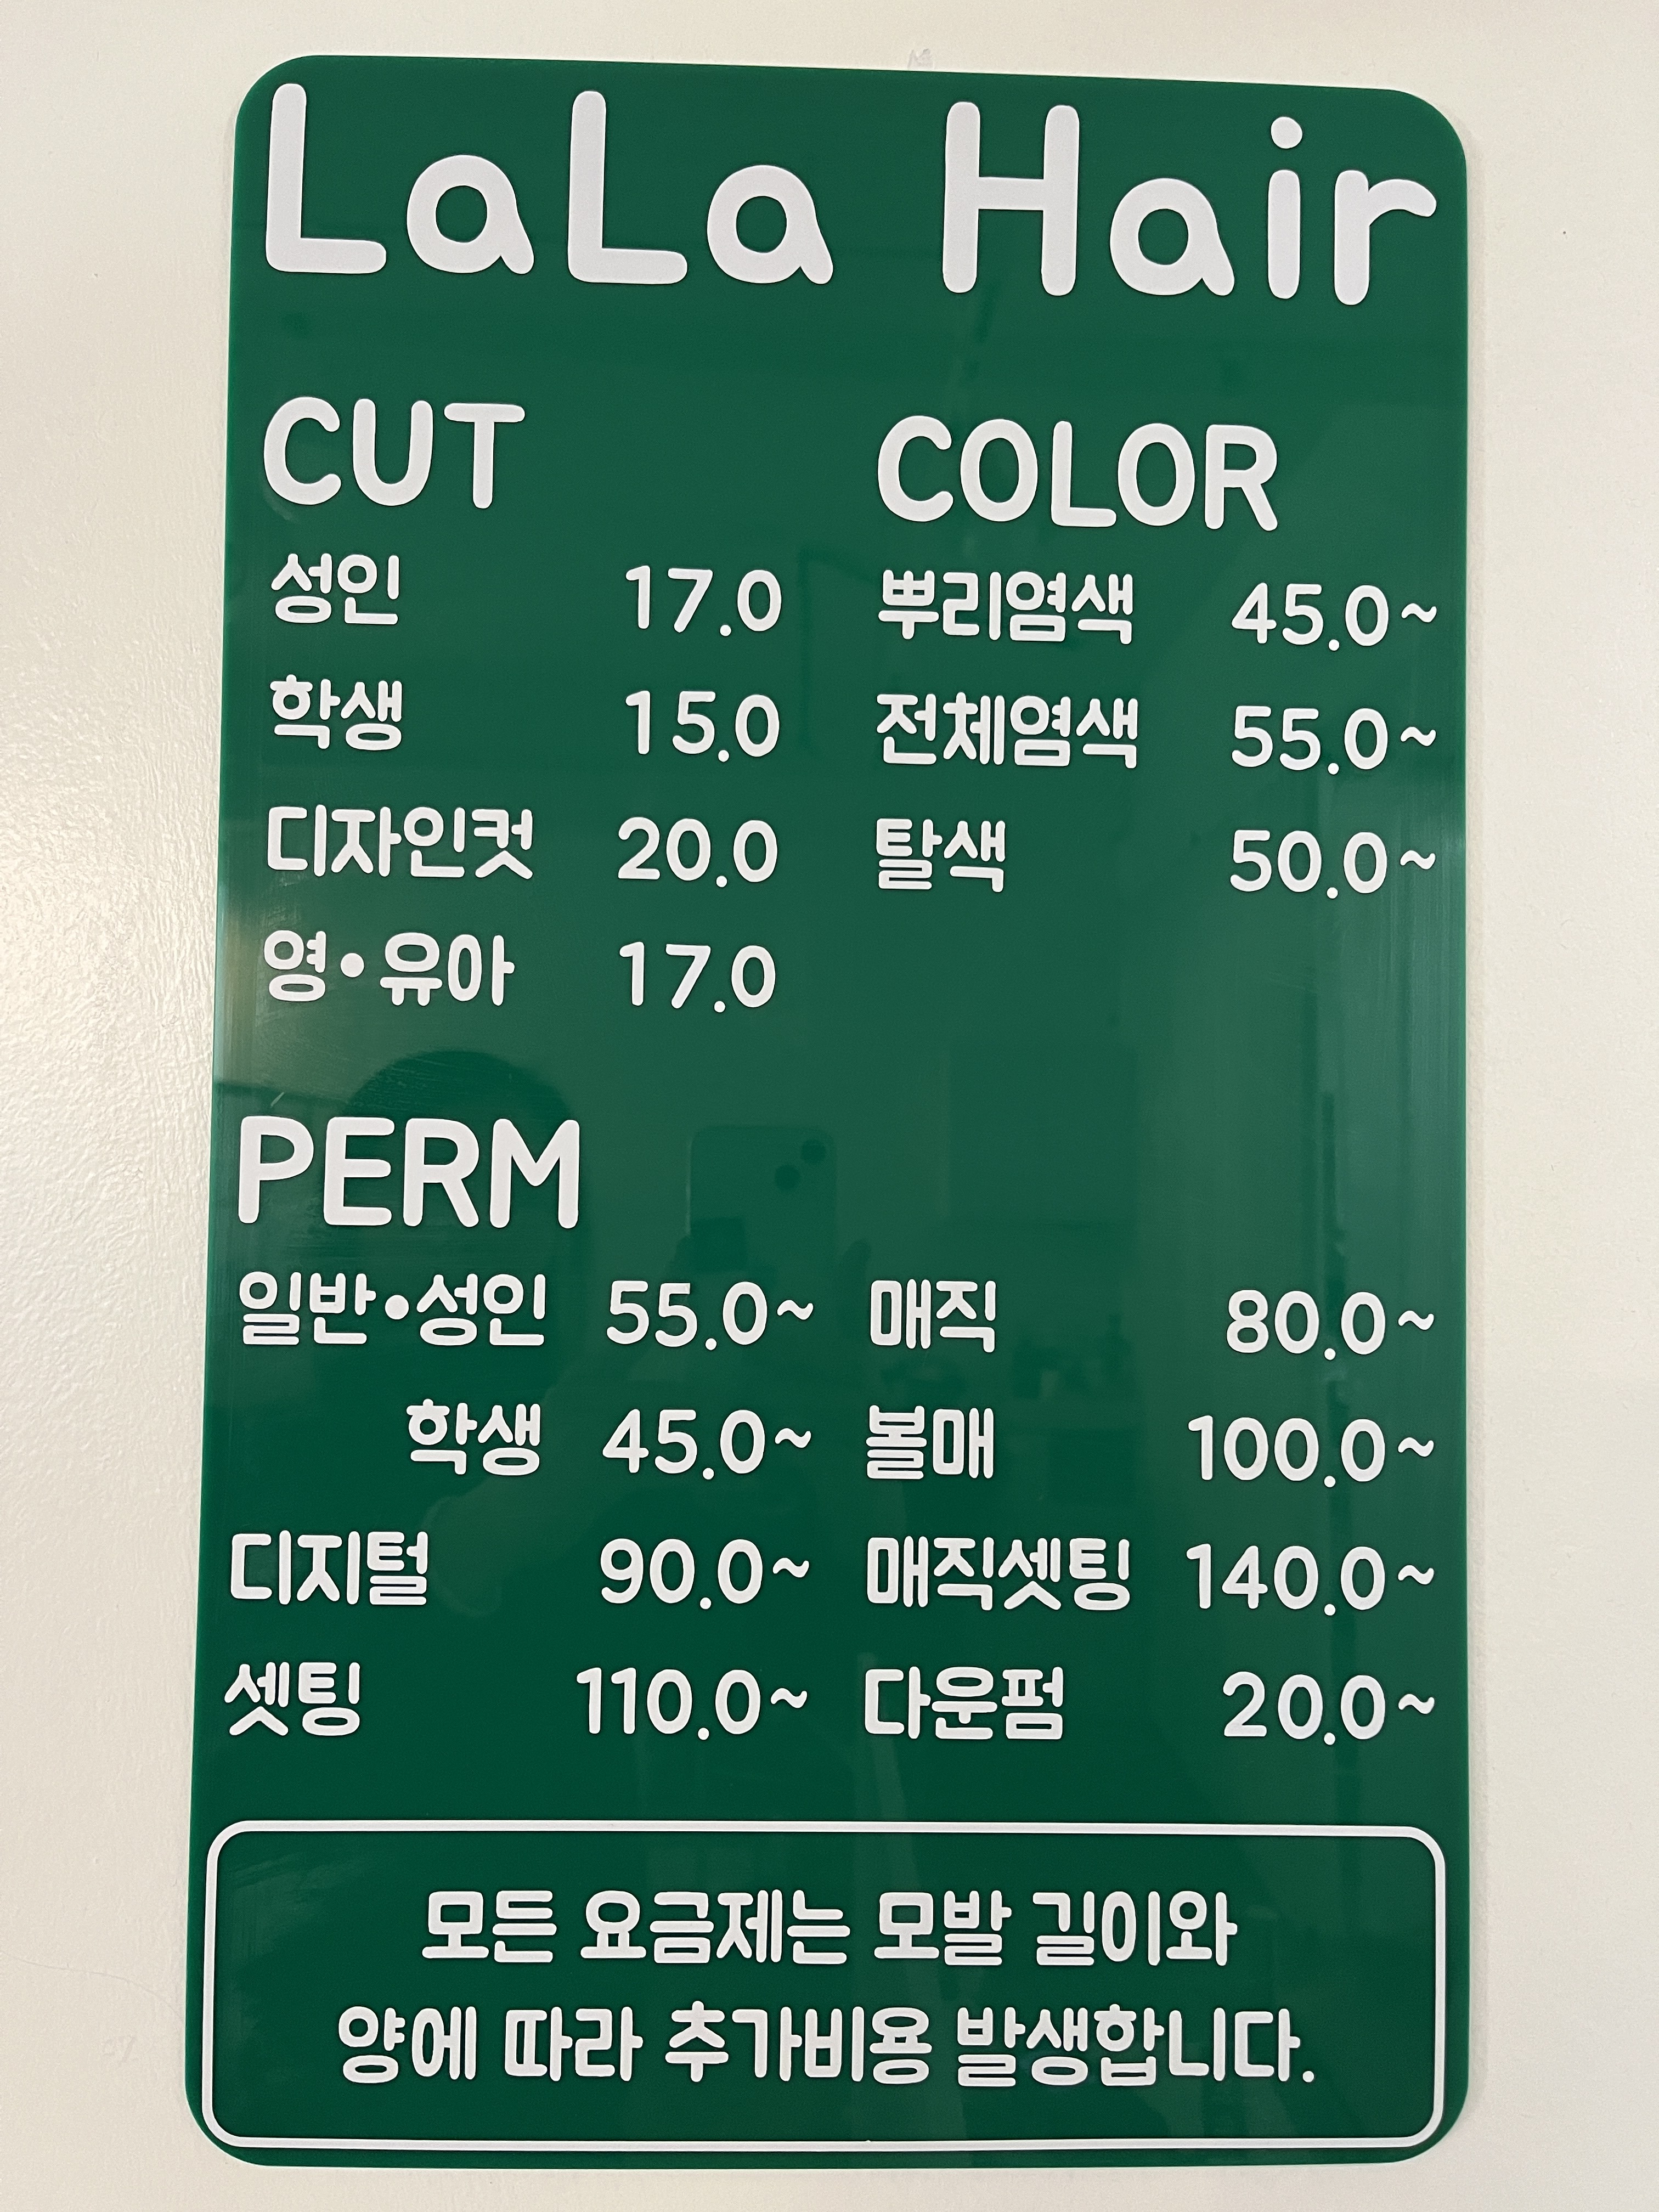 LaLa Hair
CUT
성인 17.0
학생 15.0
디자인컷 20.0
영•유아 17.0
COLOR
뿌리염색 45.0~
전체염색 55.0~
탈색 50.0~
PERM
일반•성인 55.0~
학생 45.0~
디지털 90.0~
셋팅 110.0~
매직 80.0~
볼매 100.0~
매직셋팅 140.0~
다운펌 20.0~
모든 요금제는 모발 길이와
양에 따라 추가비용 발생합니다.